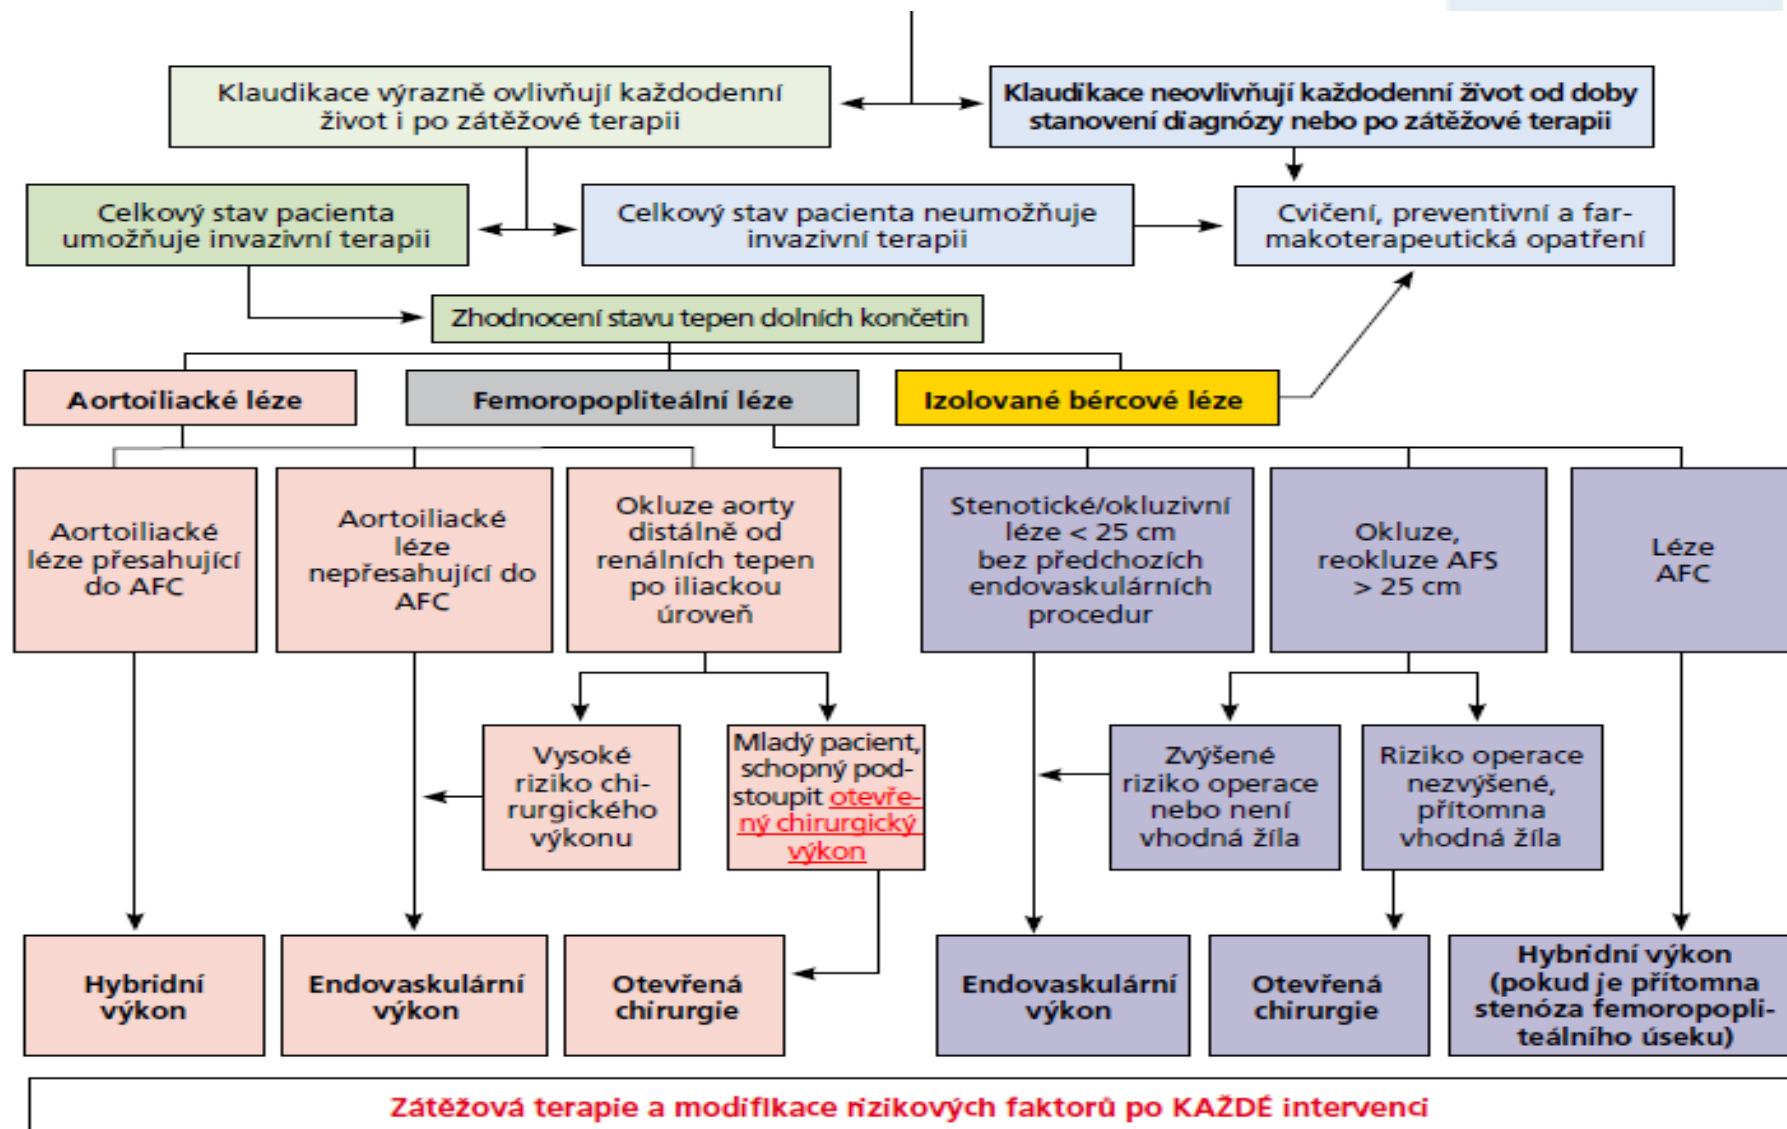 Klaudikace výrazně ovlivňují každodenní
život i po zátěžové terapii
Klaudikace neovlivňují každodenní život od doby
stanovení diagnózy nebo po zátěžové terapii
Celkový stav pacienta
umožňuje invazivní terapii
Celkový stav pacienta neumožňuje
invazivní terapii
Cvičení, preventivní a far-
makoterapeutická opatření
Zhodnocení stavu tepen dolních končetin
Aortoiliacké léze
Femoropopliteální léze
Izolované bércové léze
Aortoiliacké
léze přesahující
do AFC
Aortoiliacké
léze
nepřesahující do
AFC
Okluze aorty
distálně od
renálních tepen
po iliackou
úroveň
Stenotické/okluzivní
léze < 25 cm
bez předchozích
endovaskulárních
procedur
Okluze,
reokluze AFS
> 25 cm
Léze
AFC
Vysoké
riziko chi-
rurgického
výkonu
Mladý pacient,
schopný pod-
stoupit otevře-
ný chirurgický
výkon
Zvýšené
riziko operace
nebo není
vhodná žíla
Riziko operace
nezvýšené,
přítomna
vhodná žíla
Hybridní
výkon
Endovaskulární
výkon
Otevřená
chirurgie
Endovaskulární
výkon
Otevřená
chirurgie
Hybridní výkon
(pokud je přítomna
stenóza femoropopli-
teálního úseku)
Zátěžová terapie a modifikace rizikových faktorů po KAŽDÉ intervenci